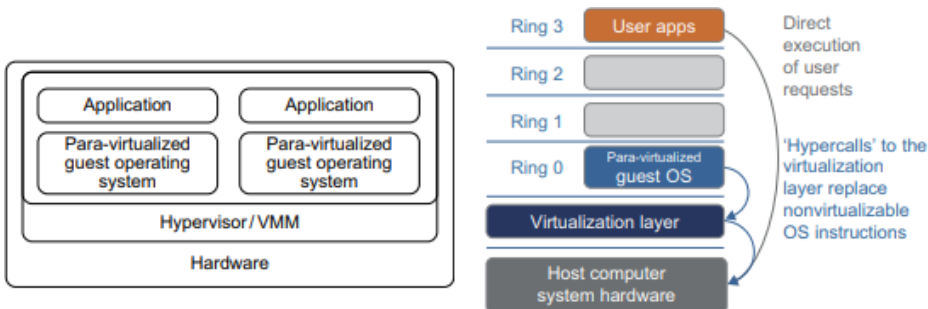 Application
Application
Para-virtualized
guest operating
system
Para-virtualized
guest operating
system
Hypervisor/VMM
Hardware
Ring 3
User apps
Ring 2
Ring 1
Ring 0
Para-virtualized
guest OS
Virtualization layer
Host computer
system hardware
Direct
execution
of user
requests
'Hypercalls' to the
virtualization
layer replace
nonvirtualizable
OS instructions